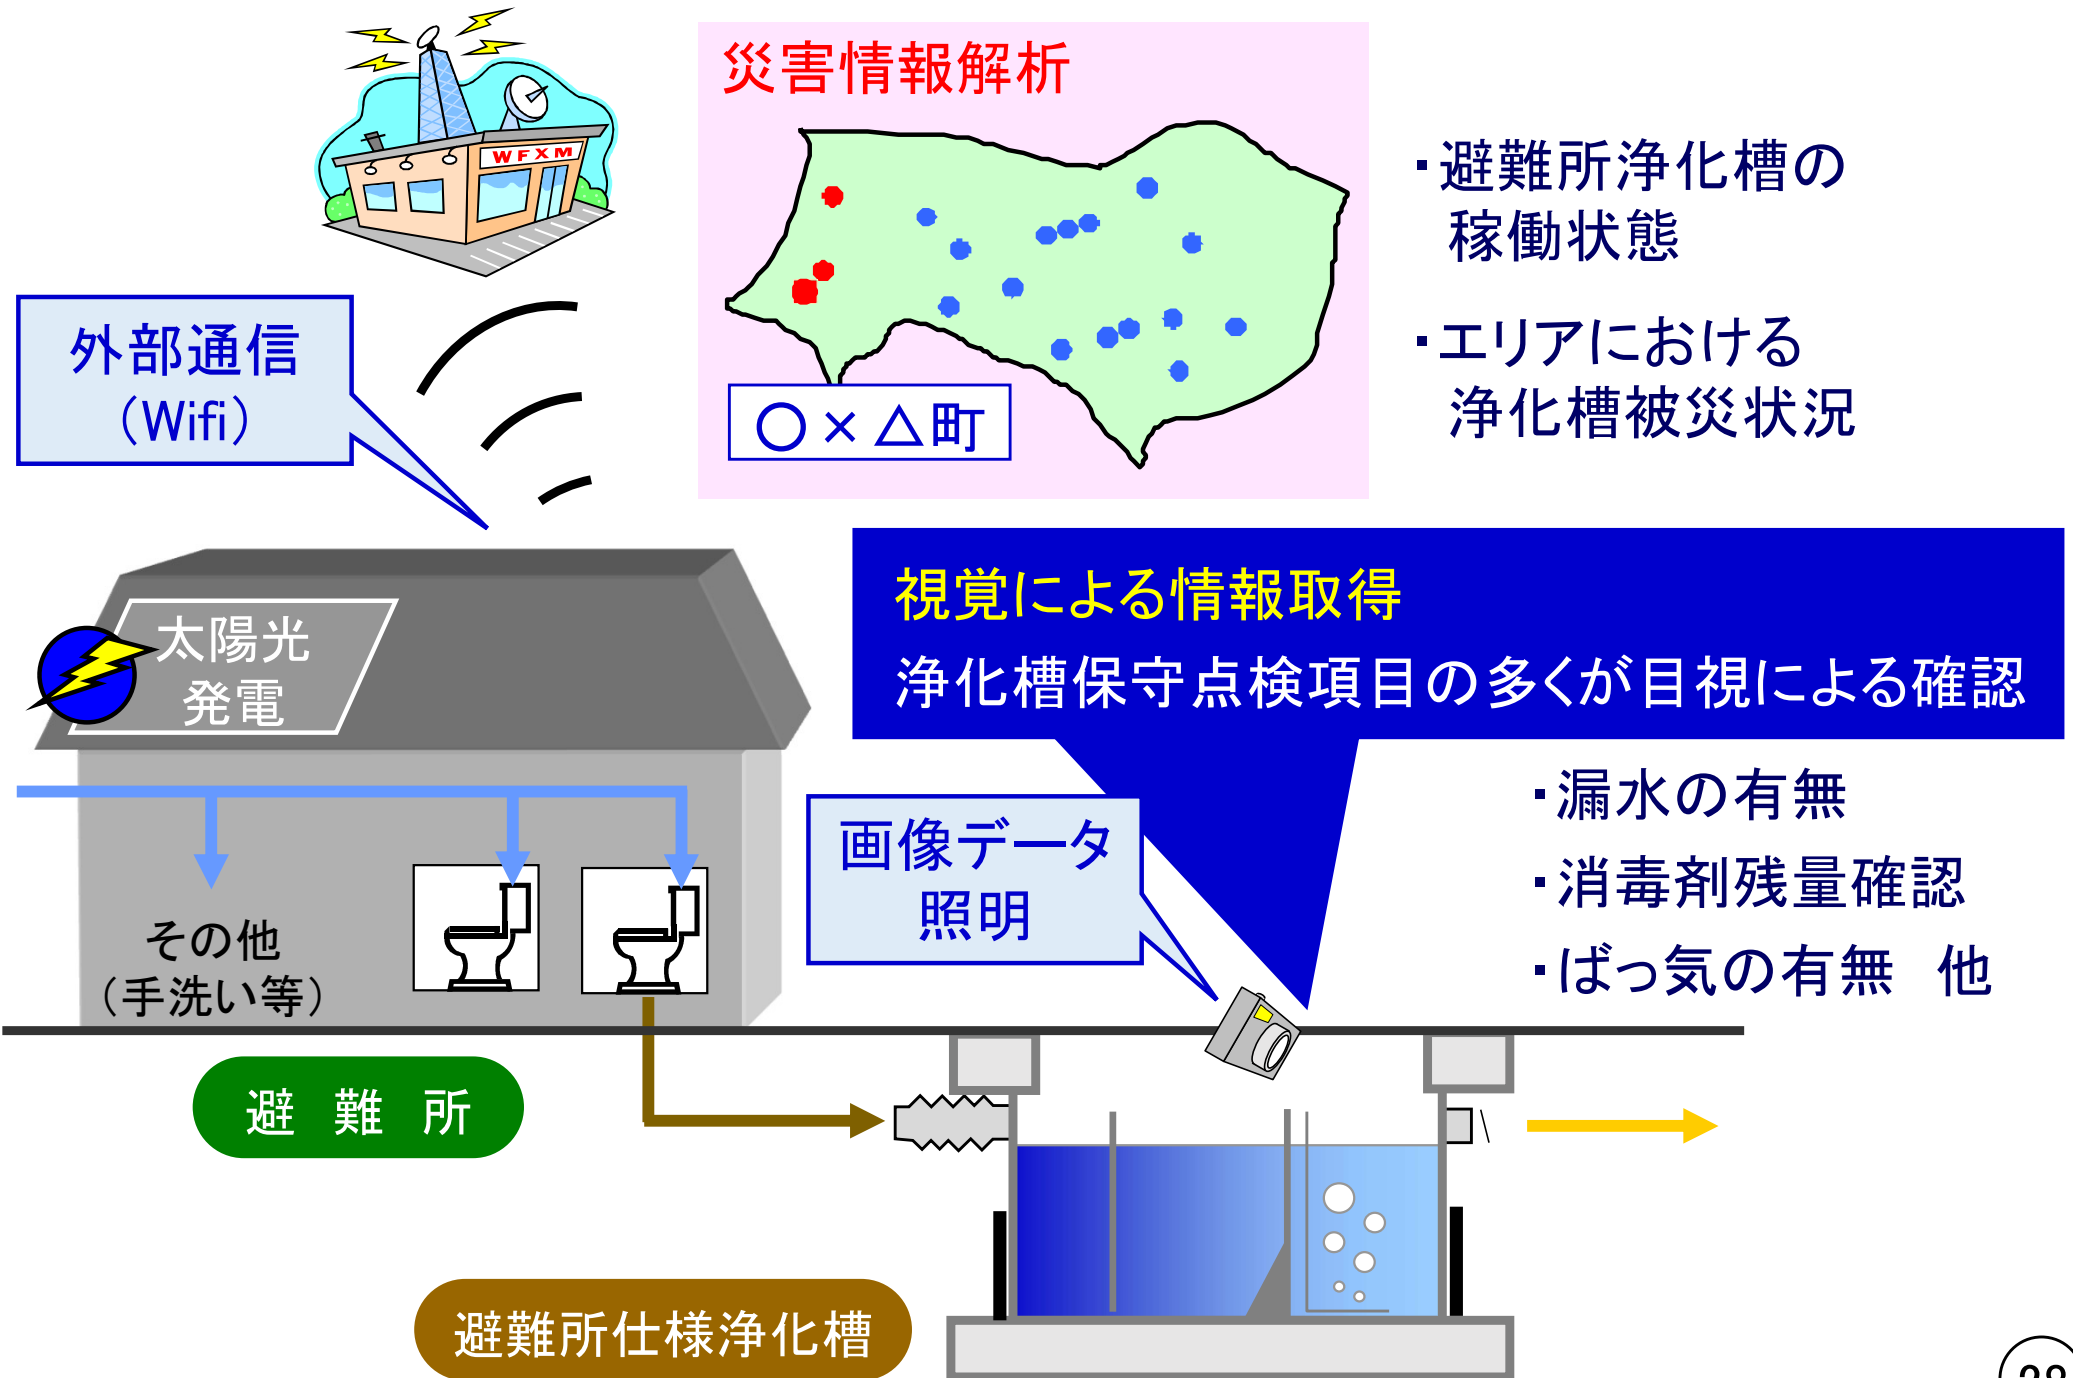 WFXM
災害情報解析
○×△町
・避難所浄化槽の
稼働状態
・エリアにおける
浄化槽被災状況
外部通信
（Wifi）
視覚による情報取得
浄化槽保守点検項目の多くが目視による確認
太陽光
発電
画像データ
照明
・漏水の有無
・消毒剤残量確認
・ばっ気の有無　他
その他
（手洗い等）
避　難　所
避難所仕様浄化槽